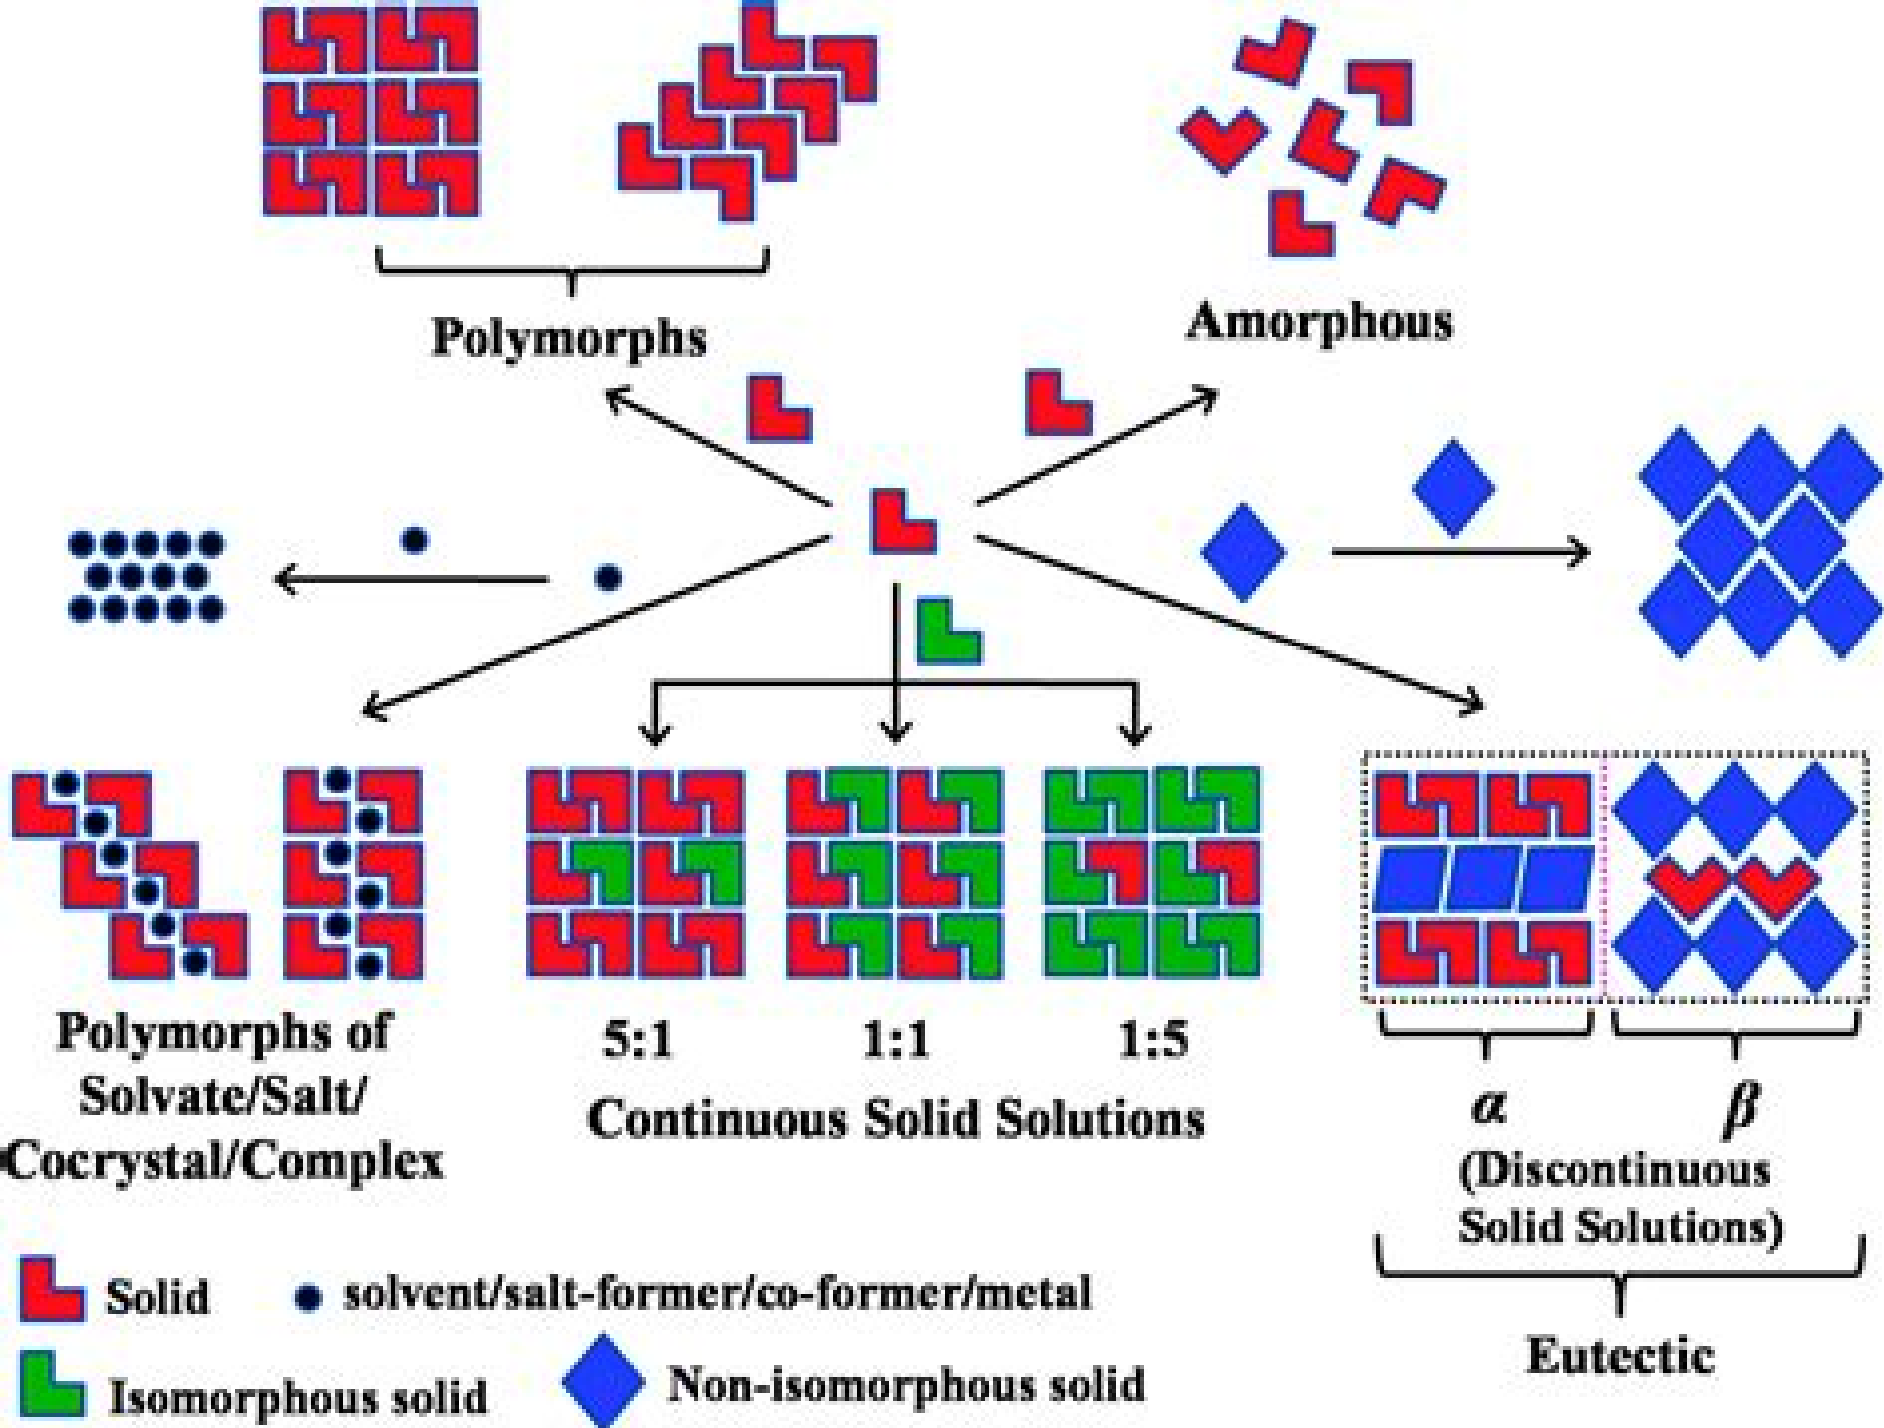 Polymorphs
Amorphous
Polymorphs of
Solvate/Salt/
Cocrystal/Complex
5:1
1:1
1:5
Continuous Solid Solutions
α
β
(Discontinuous
Solid Solutions)
Eutectic
Solid
solvent/salt-former/co-former/metal
Isomorphous solid
Non-isomorphous solid